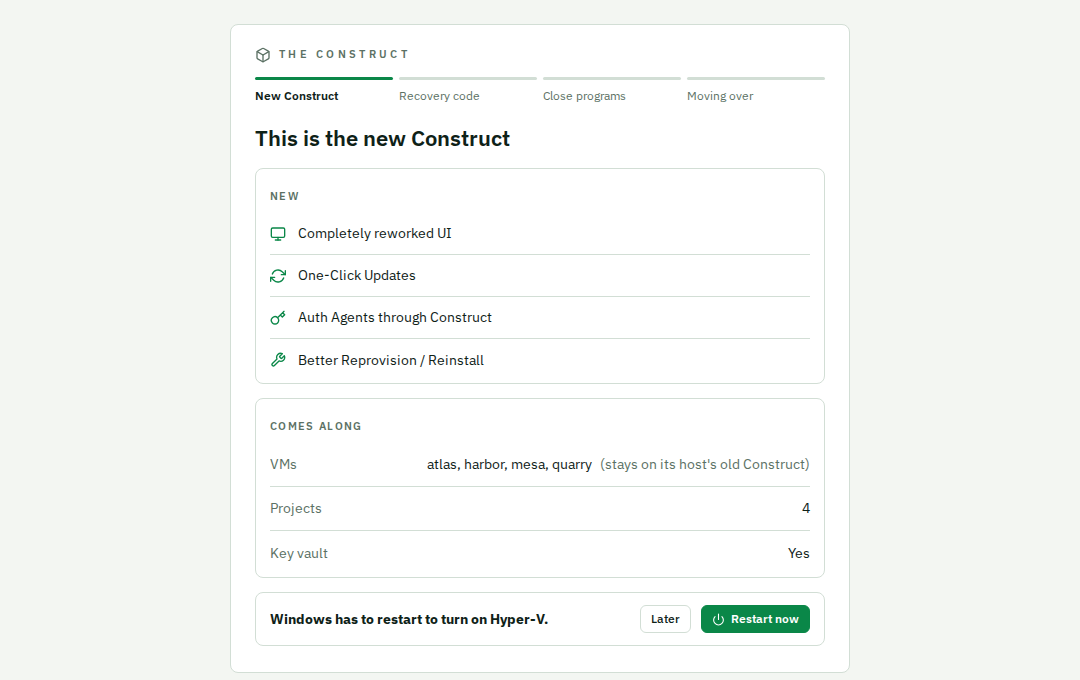 THE CONSTRUCT
New Construct
Recovery code
Close programs
Moving over
This is the new Construct
NEW
Completely reworked UI
One-Click Updates
Auth Agents through Construct
Better Reprovision / Reinstall
COMES ALONG
VMs atlas, harbor, mesa, quarry (stays on its host's old Construct)
Projects 4
Key vault Yes
Windows has to restart to turn on Hyper-V. Later Restart now